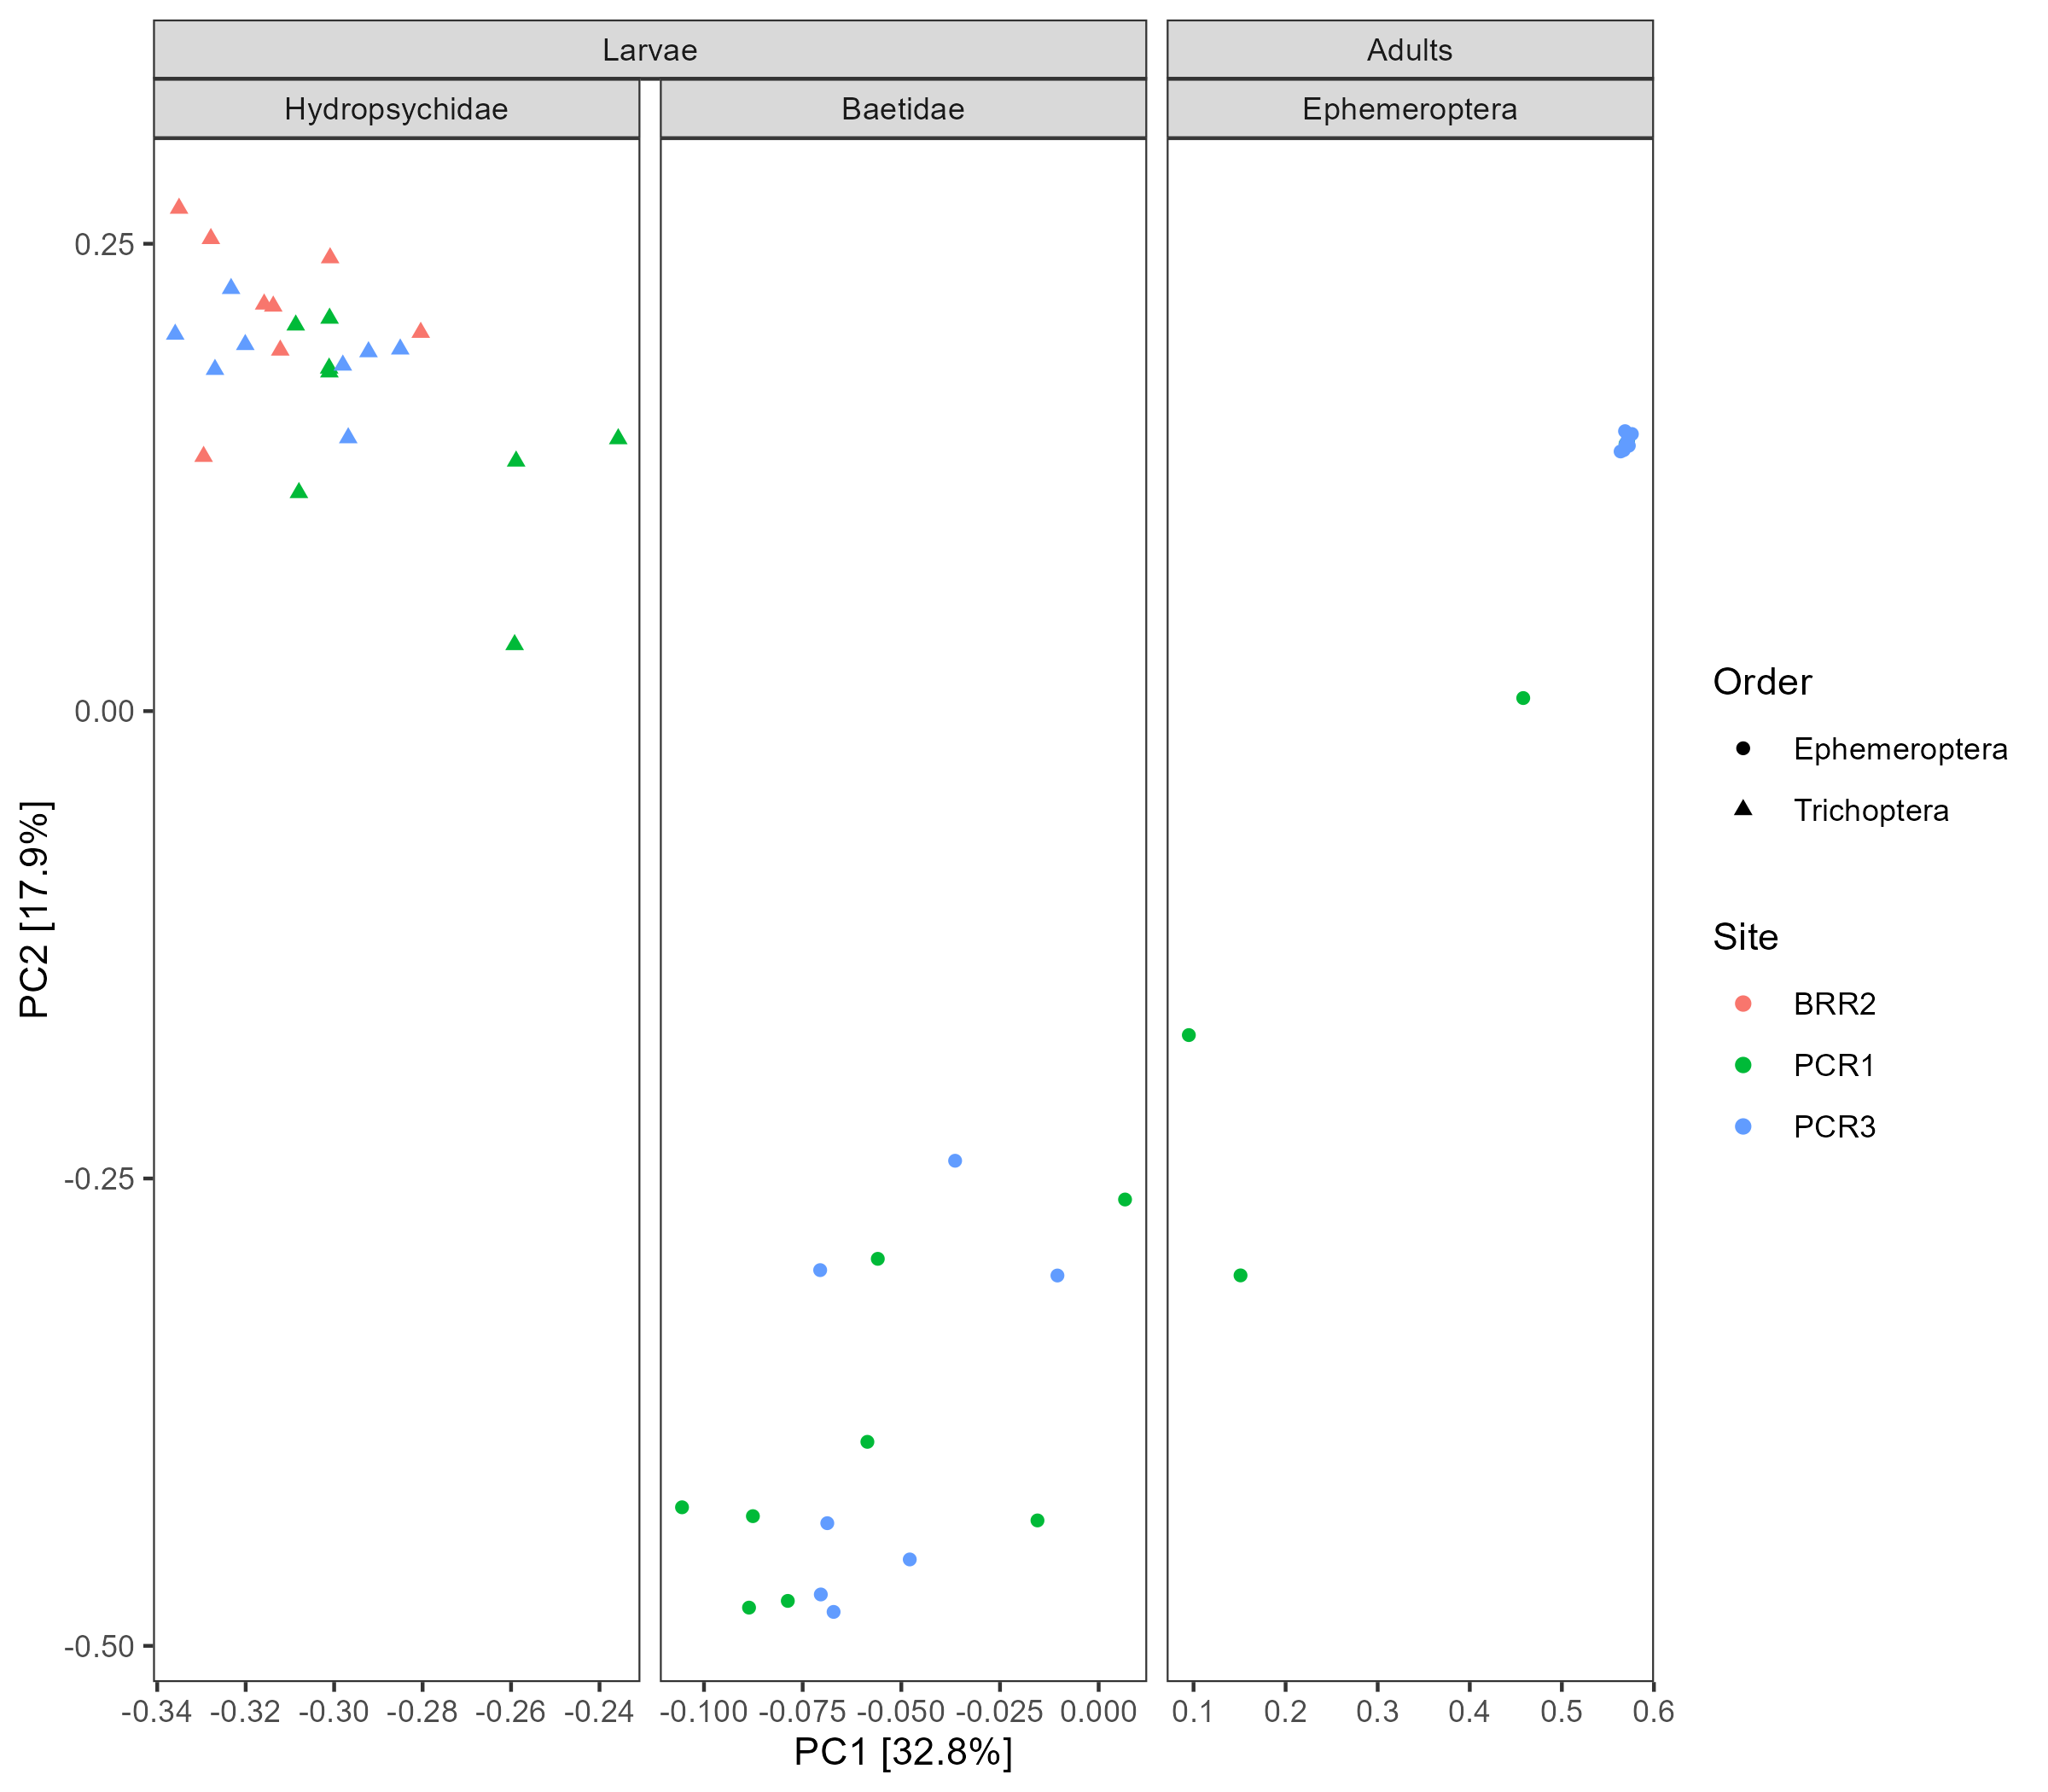 Larvae
Adults
Hydropsychidae
Baetidae
Ephemeroptera
0.25
0.00
-0.25
-0.50
PC2 [17.9%]
-0.34 -0.32 -0.30 -0.28 -0.26 -0.24
-0.100 -0.075 -0.050 -0.025 0.000
0.1 0.2 0.3 0.4 0.5 0.6
PC1 [32.8%]
Order
Ephemeroptera
Trichoptera
Site
BRR2
PCR1
PCR3